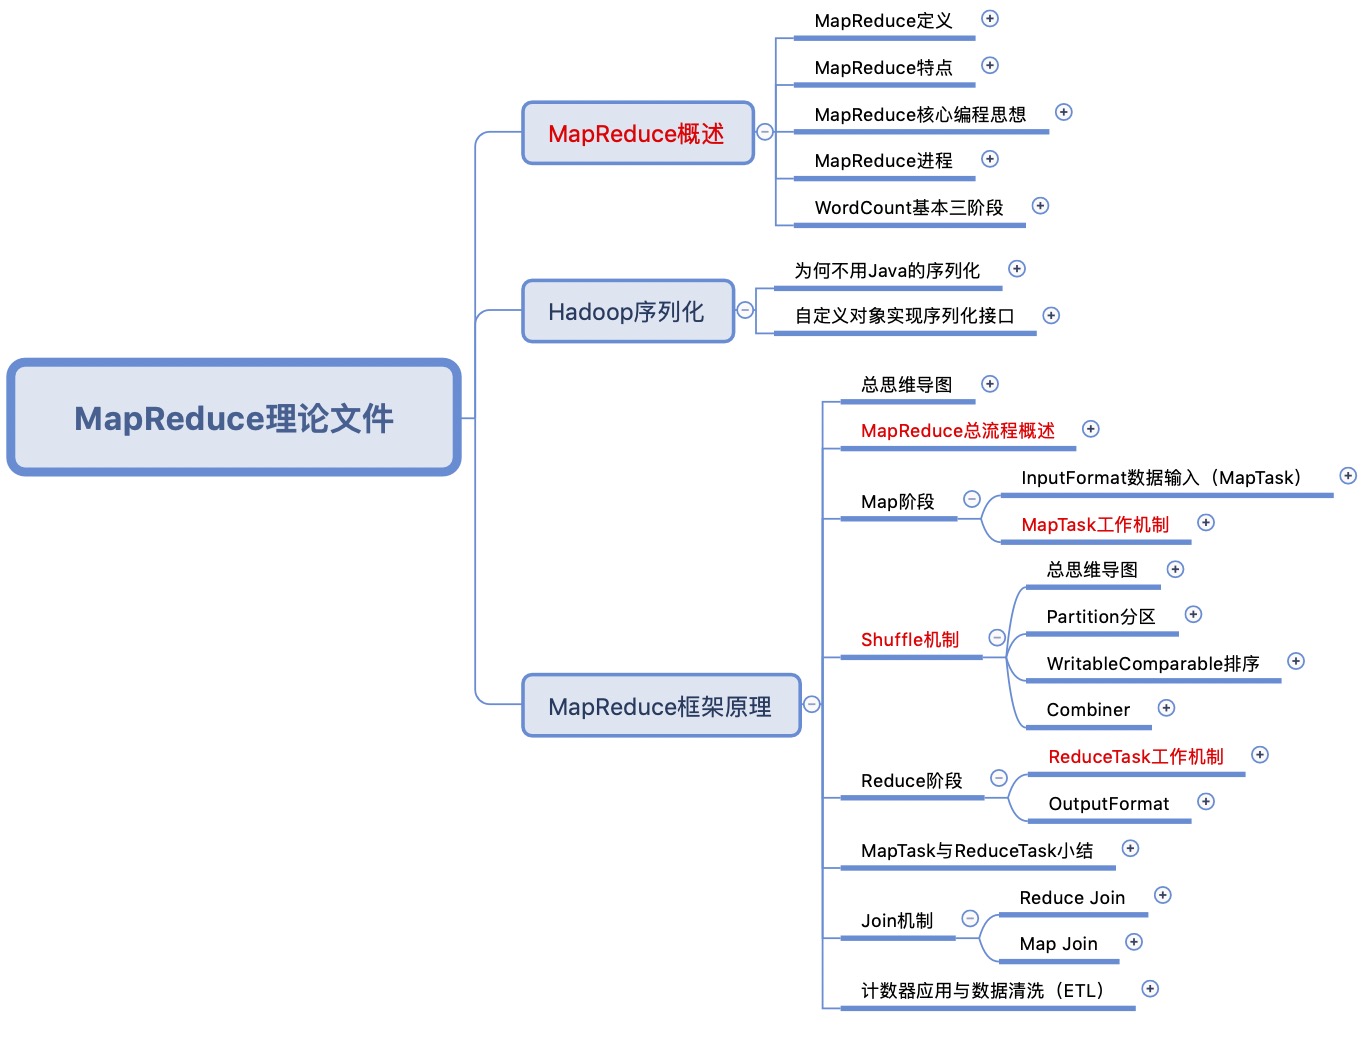 MapReduce理论文件
MapReduce概述
MapReduce定义
MapReduce特点
MapReduce核心编程思想
MapReduce进程
WordCount基本三阶段
Hadoop序列化
为何不用Java的序列化
自定义对象实现序列化接口
MapReduce框架原理
总思维导图
MapReduce总流程概述
Map阶段
InputFormat数据输入（MapTask）
MapTask工作机制
Shuffle机制
总思维导图
Partition分区
WritableComparable排序
Combiner
Reduce阶段
ReduceTask工作机制
OutputFormat
MapTask与ReduceTask小结
Join机制
Reduce Join
Map Join
计数器应用与数据清洗（ETL）